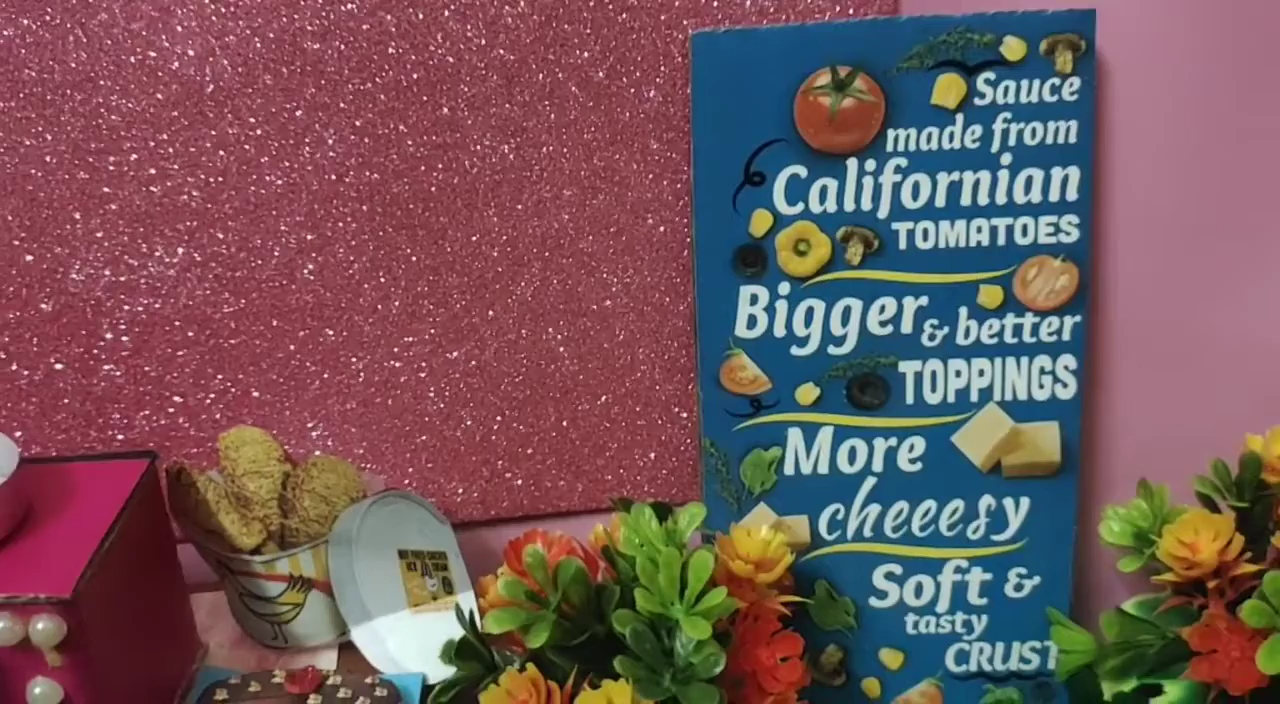 Sauce
made from
Californian
TOMATOES
Bigger & better
TOPPINGS
More
cheeesy
Soft &
tasty
CRUST